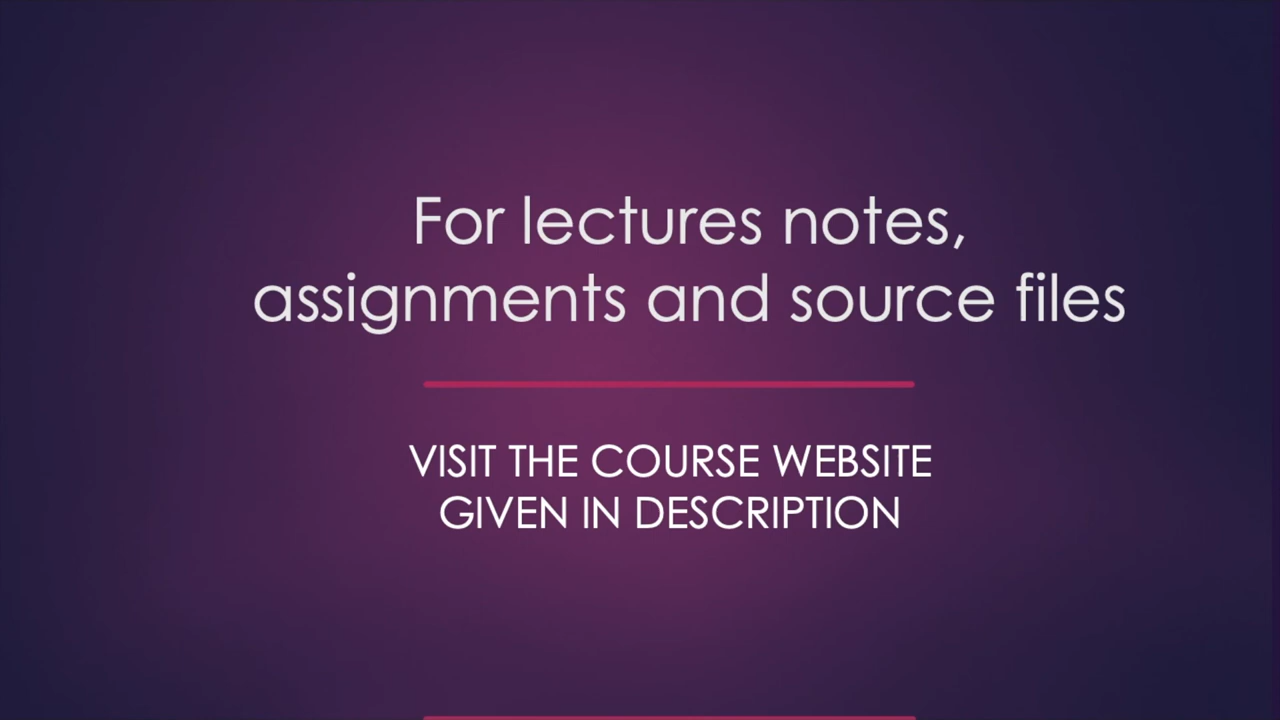 For lectures notes,
assignments and source files
VISIT THE COURSE WEBSITE
GIVEN IN DESCRIPTION